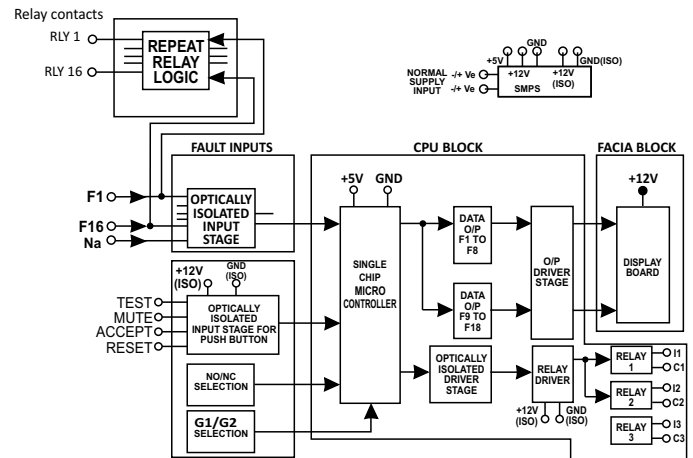 Relay contacts
RLY 1
RLY 16
REPEAT
RELAY
LOGIC
GND
+5V
+12V
+12V
(ISO)
GND(ISO)
NORMAL
SUPPLY
INPUT
-/+ Ve
-/+ Ve
SMPS
FAULT INPUTS
CPU BLOCK
FACIA BLOCK
F1
F16
Na
OPTICALLY
ISOLATED
INPUT
STAGE
+5V
GND
SINGLE
CHIP
MICRO
CONTROLLER
DATA
O/P
F1 TO
F8
DATA
O/P
F9 TO
F18
O/P
DRIVER
STAGE
+12V
DISPLAY
BOARD
+12V
(ISO)
GND
(ISO)
TEST
MUTE
ACCEPT
RESET
OPTICALLY
ISOLATED
INPUT STAGE FOR
PUSH BUTTON
NO/NC
SELECTION
G1/G2
SELECTION
OPTICALLY
ISOLATED
DRIVER
STAGE
RELAY
DRIVER
+12V
(ISO)
GND
(ISO)
RELAY
1
I1
C1
RELAY
2
I2
C2
RELAY
3
I3
C3